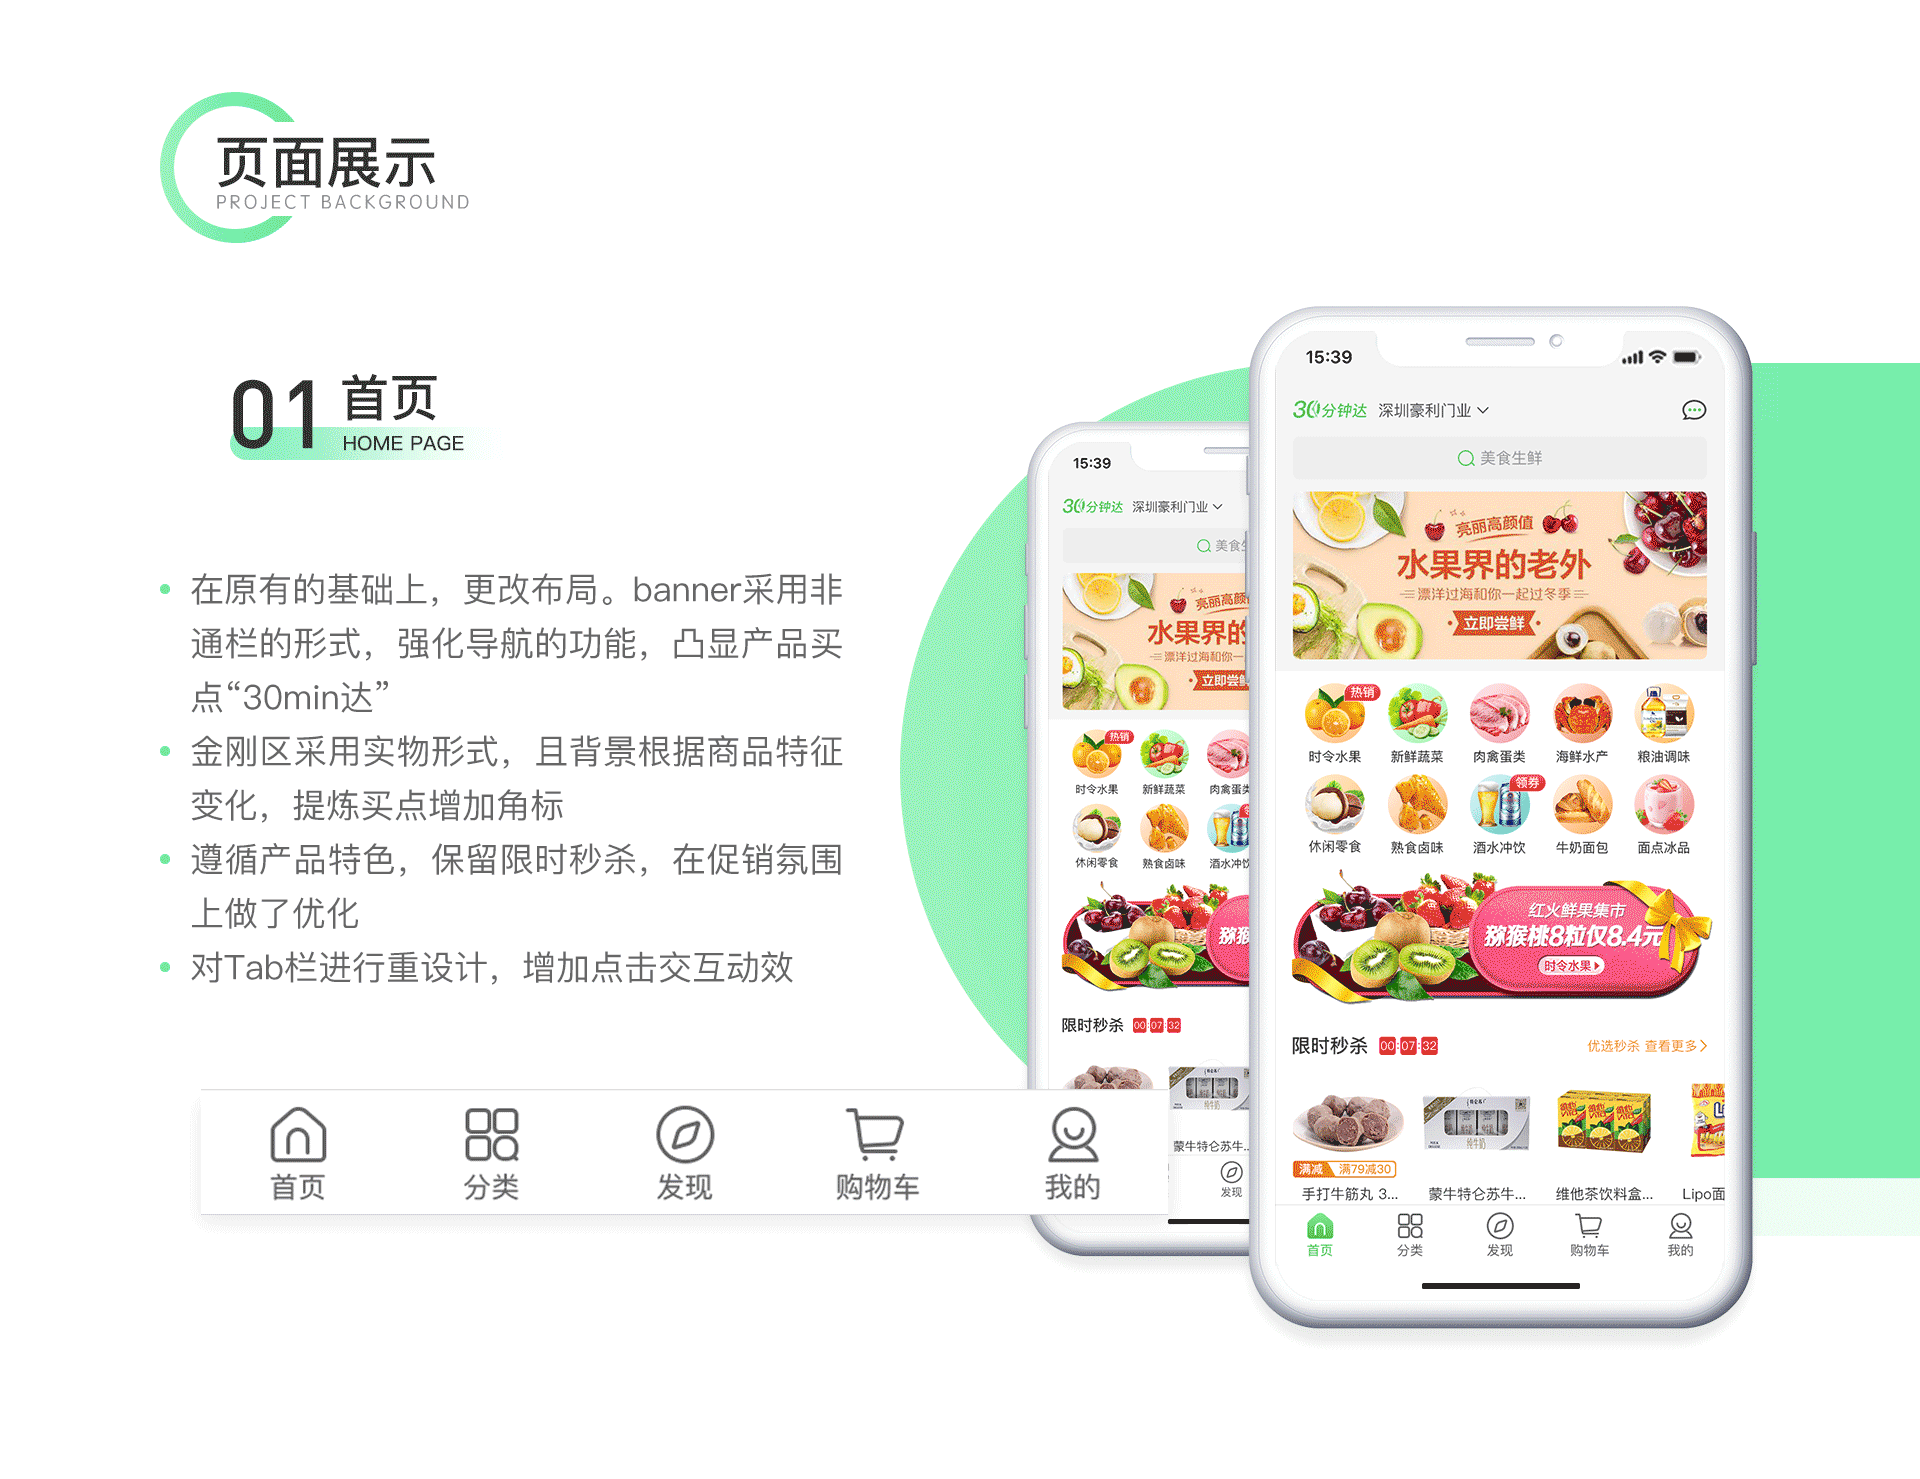 页面展示
PROJECT BACKGROUND
01 首页
HOME PAGE
在原有的基础上，更改布局。banner采用非
通栏的形式，强化导航的功能，凸显产品买
点“30min达”
金刚区采用实物形式，且背景根据商品特征
变化，提炼买点增加角标
遵循产品特色，保留限时秒杀，在促销氛围
上做了优化
对Tab栏进行重设计，增加点击交互动效
首页 分类 发现 购物车 我的
15:39
30分钟达 深圳豪利门业
美食生
亮丽高颜
水果界的
漂洋过海和你一
立即尝鲜
热销
时令水果 新鲜蔬菜 肉禽蛋类
休闲零食 熟食卤味 酒水冲饮
猕猴
限时秒杀 00:07:32
蒙牛特仑苏牛...
发现
15:39
30分钟达 深圳豪利门业
美食生鲜
亮丽高颜值
水果界的老外
漂洋过海和你一起过冬季
立即尝鲜
热销
时令水果 新鲜蔬菜 肉禽蛋类 海鲜水产 粮油调味
领券
休闲零食 熟食卤味 酒水冲饮 牛奶面包 面点冰品
红火鲜果集市
猕猴桃8粒仅8.4元
时令水果
限时秒杀 00:07:32 优选秒杀 查看更多
纯牛奶
满减 满79减30
手打牛筋丸 3... 蒙牛特仑苏牛... 维他茶饮料盒... Lipo面
首页 分类 发现 购物车 我的